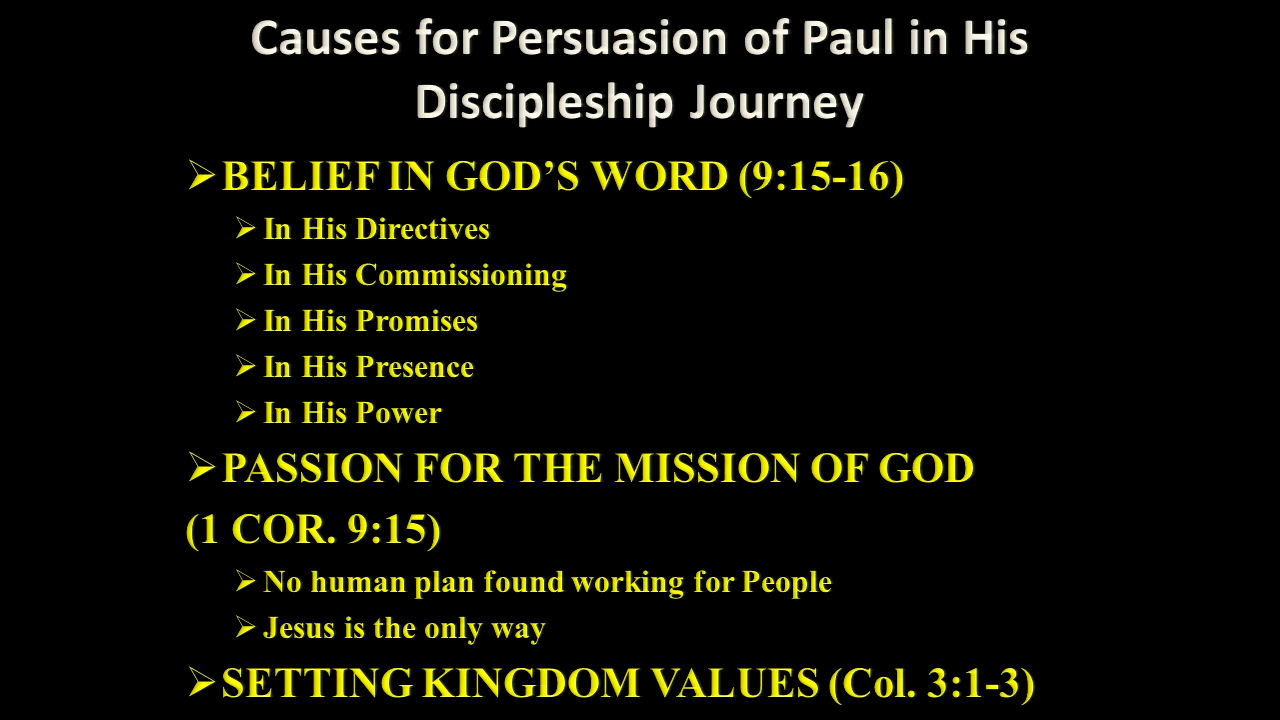 Causes for Persuasion of Paul in His
Discipleship Journey
➢BELIEF IN GOD’S WORD (9:15-16)
➢In His Directives
➢In His Commissioning
➢In His Promises
➢In His Presence
➢In His Power
➢PASSION FOR THE MISSION OF GOD
(1 COR. 9:15)
➢No human plan found working for People
➢Jesus is the only way
➢SETTING KINGDOM VALUES (Col. 3:1-3)